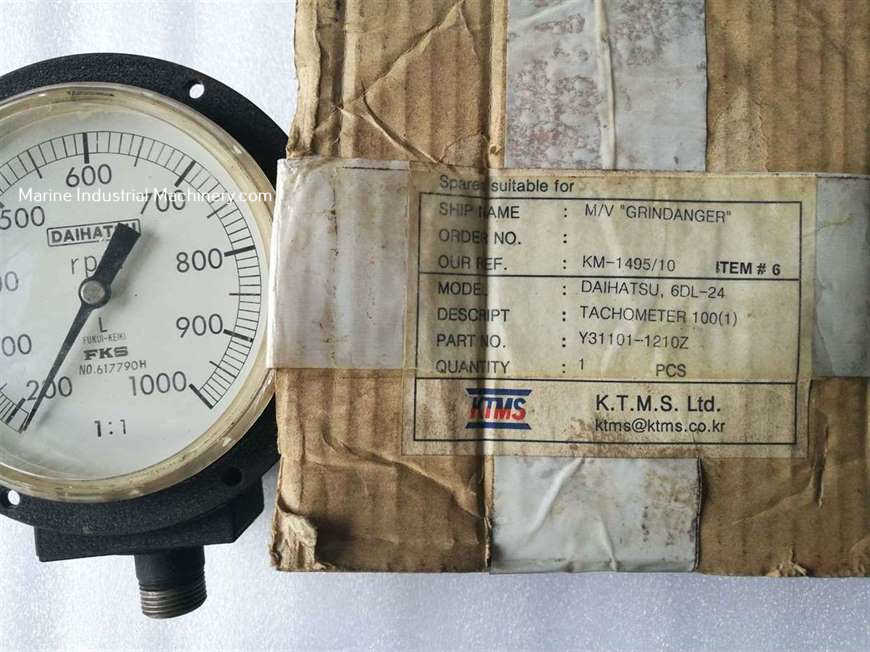 600
700
500
800
900
200
1000
DAIHATSU
L
FUKUI-KEIKI
FKS
NO.617790H
1:1
Marine Industrial Machinery.com
Spares suitable for
SHIP NAME : M/V "GRINDANGER"
ORDER NO. :
OUR REF. : KM-1495/10 ITEM # 6
MODEL : DAIHATSU, 6DL-24
DESCRIPT : TACHOMETER 100(1)
PART NO. : Y31101-1210Z
QUANTITY : 1 PCS
KTMS K.T.M.S. Ltd.
ktms@ktms.co.kr